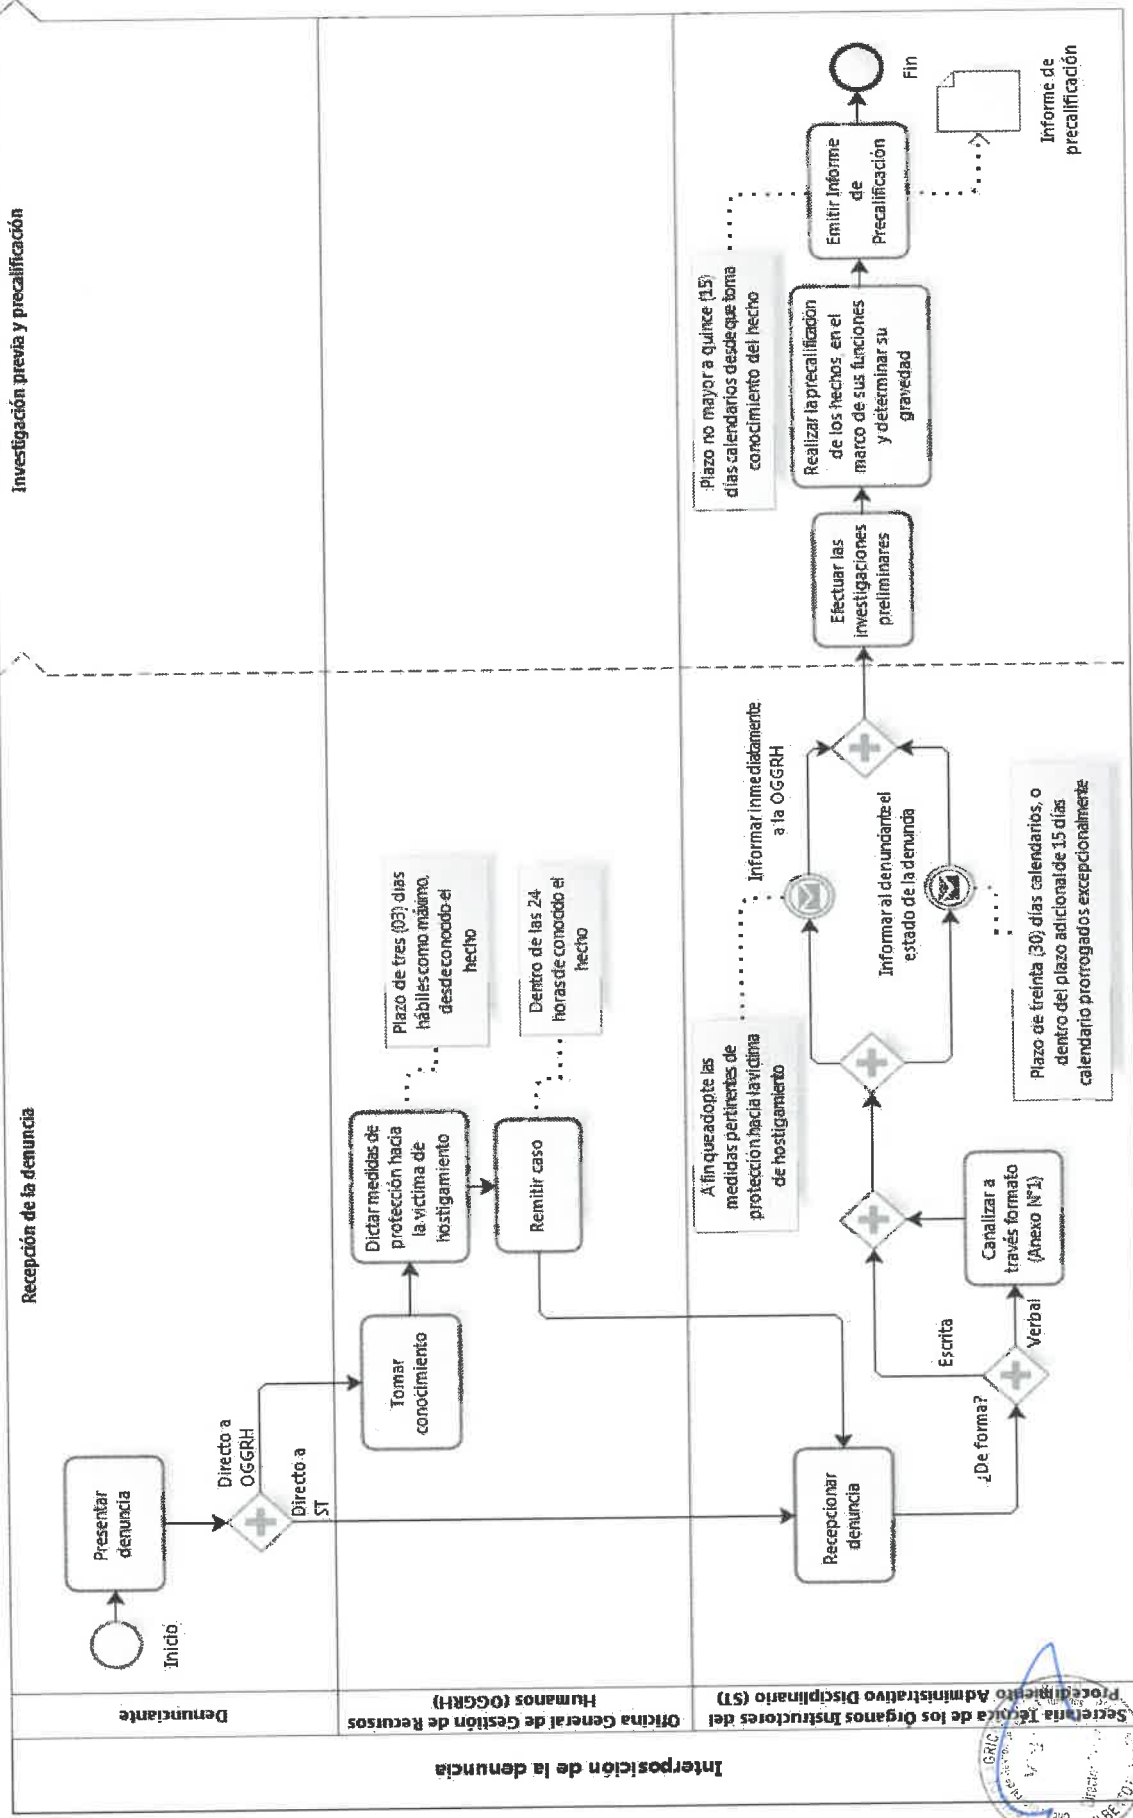 Interposición de la denuncia
Recepción de la denuncia
Investigación previa y precalificación
Denunciante
Inicio
Presentar
denuncia
Directo a
OGGRH
Directo a
ST
Oficina General de Gestión de Recursos
Humanos (OGGRH)
Tomar
conocimiento
Dictar medidas de
protección hacia
la víctima de
hostigamiento
Plazo de tres (03) días
hábiles como máximo,
desde conocido el
hecho
Remitir caso
Dentro de las 24
horas de conocido el
hecho
Secretaria Técnica de los Órganos Instructores del
Procedimiento Administrativo Disciplinario (ST)
Recepcionar
denuncia
¿De forma?
Escrita
Verbal
Canalizar a
través formato
(Anexo N°1)
A fin que adopte las
medidas pertinentes de
protección hacia la víctima
de hostigamiento
Informar inmediatamente
a la OGGRH
Informar al denunciante el
estado de la denuncia
Plazo de treinta (30) días calendarios, o
dentro del plazo adicional de 15 días
calendario prorrogados excepcionalmente
Efectuar las
investigaciones
preliminares
Realizar la precalificación
de los hechos, en el
marco de sus funciones
y determinar su
gravedad
Plazo no mayor a quince (15)
días calendarios desde que toma
conocimiento del hecho
Emitir Informe
de
Precalificación
Fin
Informe de
precalificación